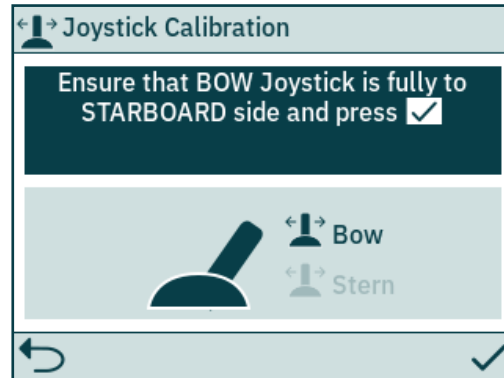 Joystick Calibration
Ensure that BOW Joystick is fully to
STARBOARD side and press
Bow
Stern